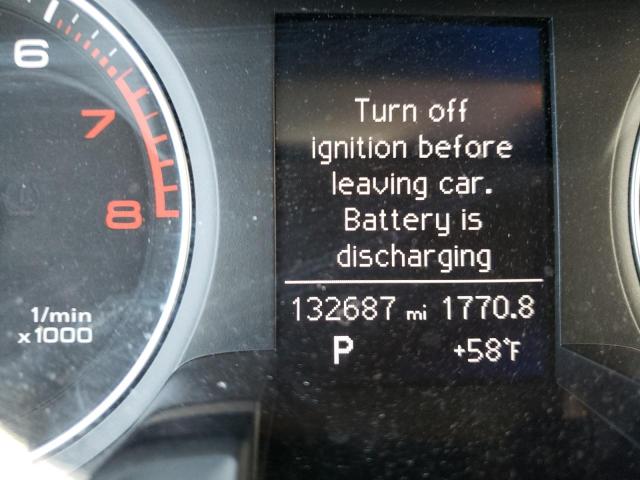 6
7
8
1/min
x 1000
Turn off
ignition before
leaving car.
Battery is
discharging
132687 mi 1770.8
P +58°F